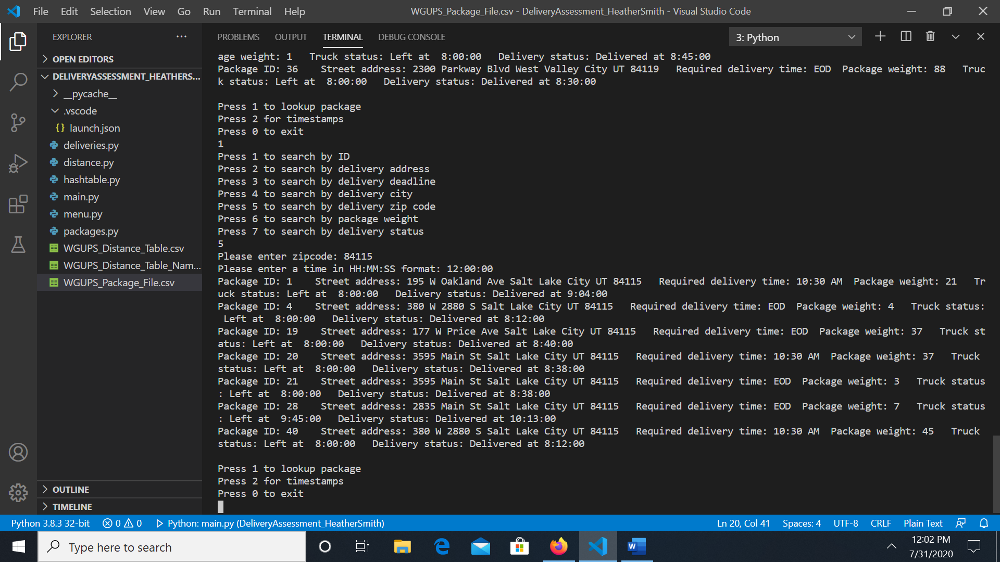 File Edit Selection View Go Run Terminal Help WGUPS_Package_File.csv - DeliveryAssessment_HeatherSmith - Visual Studio Code
EXPLORER
OPEN EDITORS
DELIVERYASSESSMENT_HEATHERS...
__pycache__
.vscode
launch.json
deliveries.py
distance.py
hashtable.py
main.py
menu.py
packages.py
WGUPS_Distance_Table.csv
WGUPS_Distance_Table_Nam...
WGUPS_Package_File.csv
OUTLINE
TIMELINE
PROBLEMS OUTPUT TERMINAL DEBUG CONSOLE 3: Python
age weight: 1   Truck status: Left at  8:00:00   Delivery status: Delivered at 8:45:00
Package ID: 36    Street address: 2300 Parkway Blvd West Valley City UT 84119   Required delivery time: EOD  Package weight: 88   Truc
k status: Left at  8:00:00   Delivery status: Delivered at 8:30:00
Press 1 to lookup package
Press 2 for timestamps
Press 0 to exit
1
Press 1 to search by ID
Press 2 to search by delivery address
Press 3 to search by delivery deadline
Press 4 to search by delivery city
Press 5 to search by delivery zip code
Press 6 to search by package weight
Press 7 to search by delivery status
5
Please enter zipcode: 84115
Please enter a time in HH:MM:SS format: 12:00:00
Package ID: 1    Street address: 195 W Oakland Ave Salt Lake City UT 84115   Required delivery time: 10:30 AM  Package weight: 21   Tr
uck status: Left at  8:00:00   Delivery status: Delivered at 9:04:00
Package ID: 4    Street address: 380 W 2880 S Salt Lake City UT 84115   Required delivery time: EOD  Package weight: 4   Truck status:
 Left at  8:00:00   Delivery status: Delivered at 8:12:00
Package ID: 19    Street address: 177 W Price Ave Salt Lake City UT 84115   Required delivery time: EOD  Package weight: 37   Truck st
atus: Left at  8:00:00   Delivery status: Delivered at 8:40:00
Package ID: 20    Street address: 3595 Main St Salt Lake City UT 84115   Required delivery time: 10:30 AM  Package weight: 37   Truck
status: Left at  8:00:00   Delivery status: Delivered at 8:38:00
Package ID: 21    Street address: 3595 Main St Salt Lake City UT 84115   Required delivery time: EOD  Package weight: 3   Truck status
: Left at  8:00:00   Delivery status: Delivered at 8:38:00
Package ID: 28    Street address: 2835 Main St Salt Lake City UT 84115   Required delivery time: EOD  Package weight: 7   Truck status
: Left at  9:45:00   Delivery status: Delivered at 10:13:00
Package ID: 40    Street address: 380 W 2880 S Salt Lake City UT 84115   Required delivery time: 10:30 AM  Package weight: 45   Truck
status: Left at  8:00:00   Delivery status: Delivered at 8:12:00
Press 1 to lookup package
Press 2 for timestamps
Press 0 to exit
Python 3.8.3 32-bit 0 0 Python: main.py (DeliveryAssessment_HeatherSmith) Ln 20, Col 41 Spaces: 4 UTF-8 CRLF Plain Text
Type here to search
12:02 PM
7/31/2020